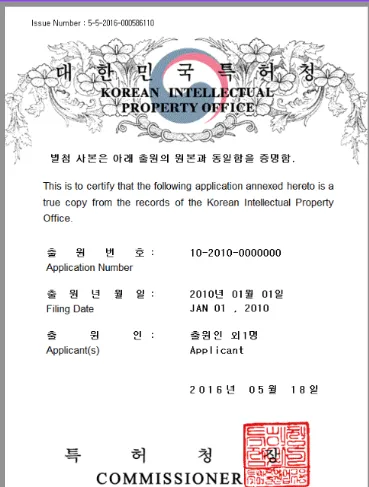 Issue Number : 5-5-2016-000586110
대 한 민 국 특 허 청
KOREAN INTELLECTUAL
PROPERTY OFFICE
별첨 사본은 아래 출원의 원본과 동일함을 증명함.
This is to certify that the following application annexed hereto is a
true copy from the records of the Korean Intellectual Property
Office.
출 원 번 호 : 10-2010-0000000
Application Number
출 원 년 월 일 : 2010년 01월 01일
Filing Date JAN 01 , 2010
출 원 인 : 출원인 외1명
Applicant(s) Applicant
2016년 05월 18일
특 허 청 장
COMMISSIONER